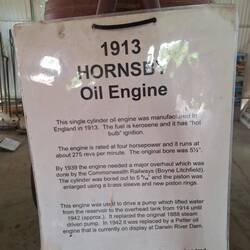 1913
HORNSBY
Oil Engine
This single cylinder oil engine was manufactured in
England in 1913. The fuel is kerosene and it has "hot
bulb" ignition.
The engine is rated at four horsepower and runs at
about 275 revs per minute. The original bore was 5½".
By 1939 the engine needed a major overhaul which was
done by the Commonwealth Railways (Boyne Litchfield). The
cylinder was bored out to 5 and the piston was
enlarged using a brass sleeve and new piston rings.
This engine was used to drive a pump which lifted water
from the reservoir to the overhead tank from 1914 until
1942 (approx.). It replaced the original 1888 steam
driven pump. In 1942 it was replaced by a Petter oil
engine that is currently on display at Darwin River Dam.